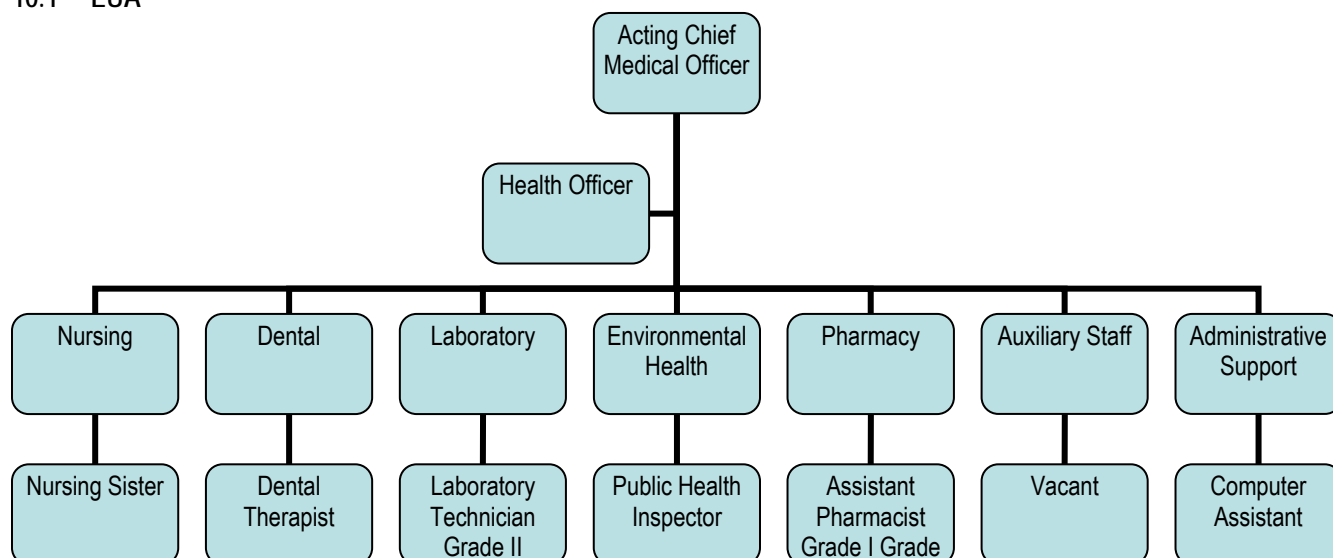 Acting Chief
Medical Officer
Health Officer
Nursing
Dental
Laboratory
Environmental
Health
Pharmacy
Auxiliary Staff
Administrative
Support
Nursing Sister
Dental
Therapist
Laboratory
Technician
Grade II
Public Health
Inspector
Assistant
Pharmacist
Grade I Grade
Vacant
Computer
Assistant